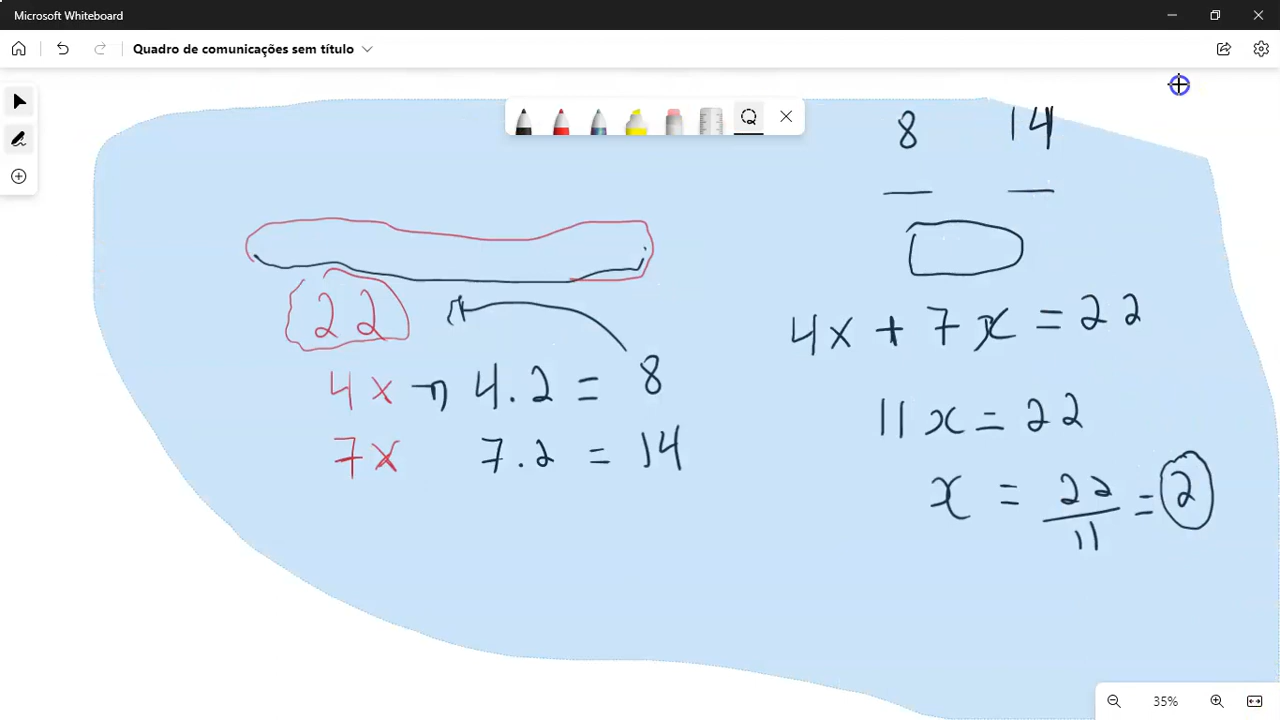 Microsoft Whiteboard
Quadro de comunicações sem título
8 14
22
4x → 4.2 = 8
7x 7.2 = 14
4x + 7x = 22
11x = 22
x = 22/11 = 2
35%